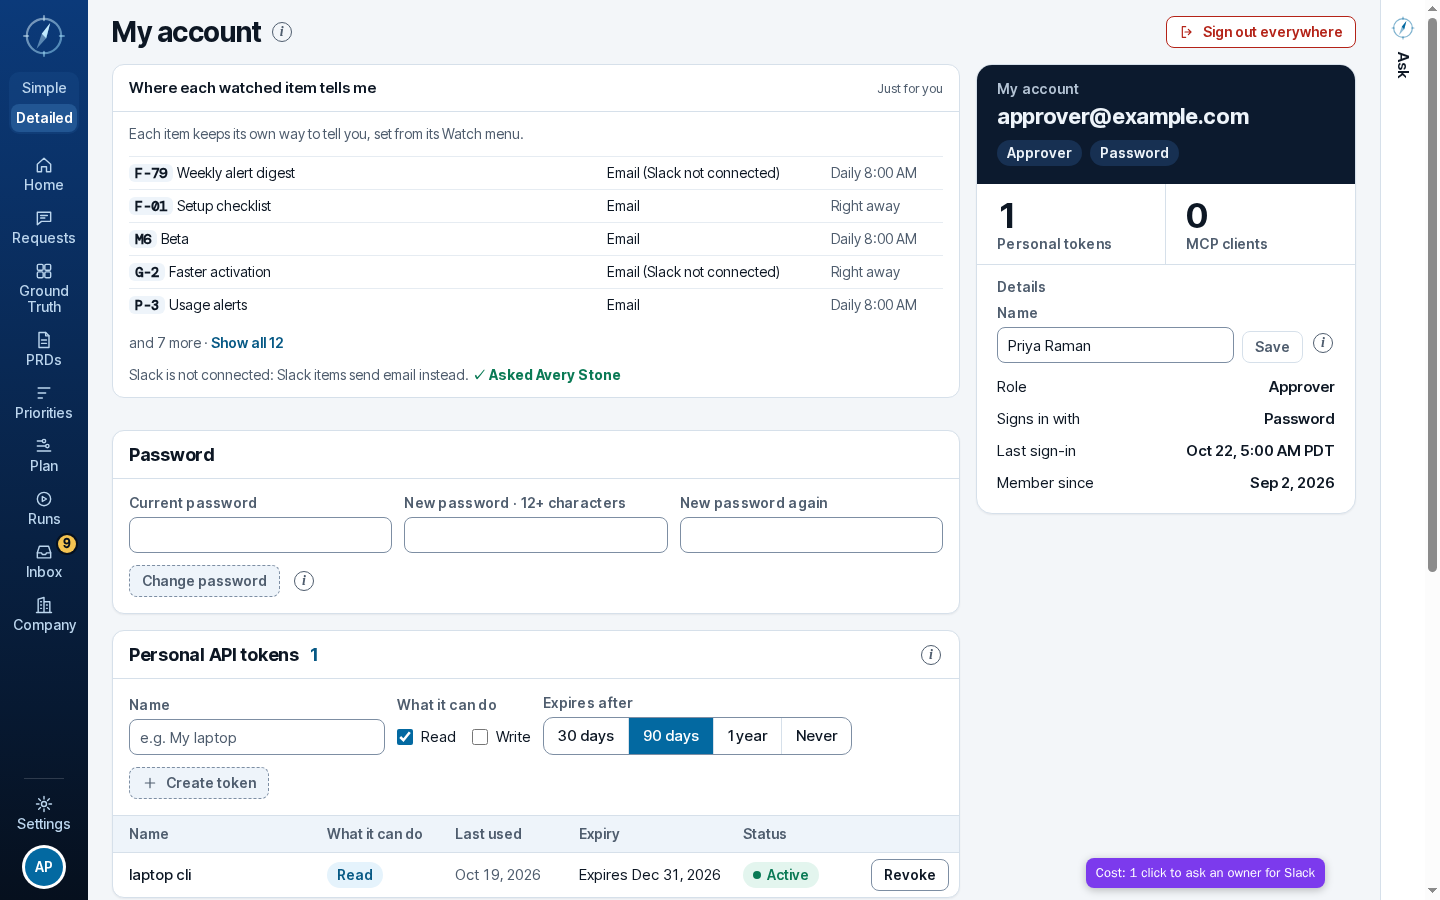 Simple
Detailed
Home
Requests
Ground
Truth
PRDs
Priorities
Plan
Runs
9
Inbox
Company
Settings
AP
My account
i
Sign out everywhere
Where each watched item tells me
Just for you
Each item keeps its own way to tell you, set from its Watch menu.
F-79 Weekly alert digest Email (Slack not connected) Daily 8:00 AM
F-01 Setup checklist Email Right away
M6 Beta Email Daily 8:00 AM
G-2 Faster activation Email (Slack not connected) Right away
P-3 Usage alerts Email Daily 8:00 AM
and 7 more · Show all 12
Slack is not connected: Slack items send email instead. ✓ Asked Avery Stone
Password
Current password New password · 12+ characters New password again
Change password i
Personal API tokens 1 i
Name What it can do Expires after
e.g. My laptop Read Write 30 days 90 days 1 year Never
Create token
Name What it can do Last used Expiry Status
laptop cli Read Oct 19, 2026 Expires Dec 31, 2026 Active Revoke
My account
approver@example.com
Approver Password
1 0
Personal tokens MCP clients
Details
Name
Priya Raman Save i
Role Approver
Signs in with Password
Last sign-in Oct 22, 5:00 AM PDT
Member since Sep 2, 2026
Cost: 1 click to ask an owner for Slack
Ask